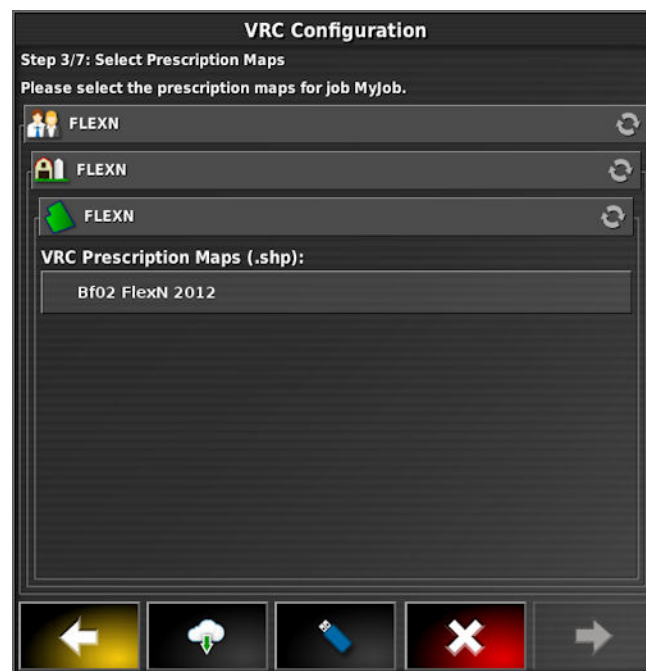 VRC Configuration
Step 3/7: Select Prescription Maps
Please select the prescription maps for job MyJob.
FLEXN
FLEXN
FLEXN
VRC Prescription Maps (.shp):
Bf02 FlexN 2012